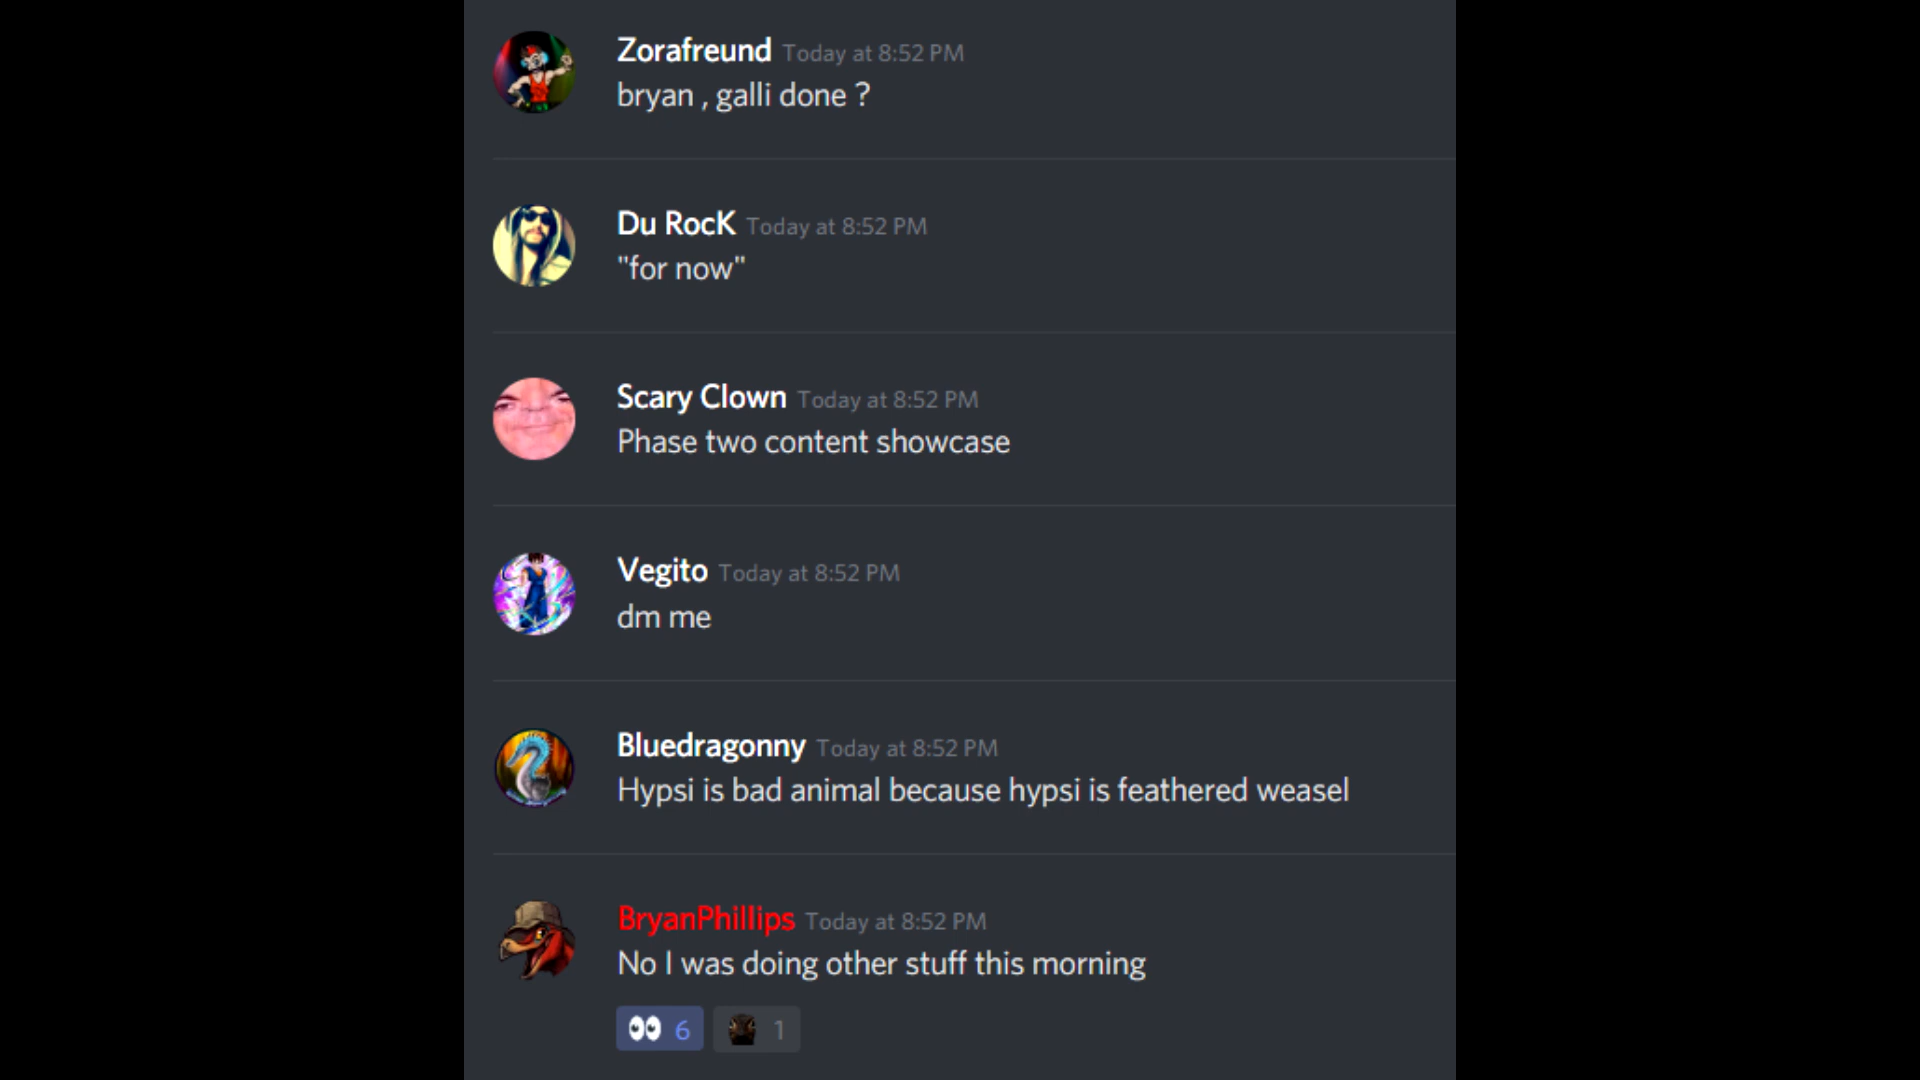 Zorafreund Today at 8:52 PM
bryan , galli done ?
Du RocK Today at 8:52 PM
"for now"
Scary Clown Today at 8:52 PM
Phase two content showcase
Vegito Today at 8:52 PM
dm me
Bluedragonny Today at 8:52 PM
Hypsi is bad animal because hypsi is feathered weasel
BryanPhillips Today at 8:52 PM
No I was doing other stuff this morning
6 1